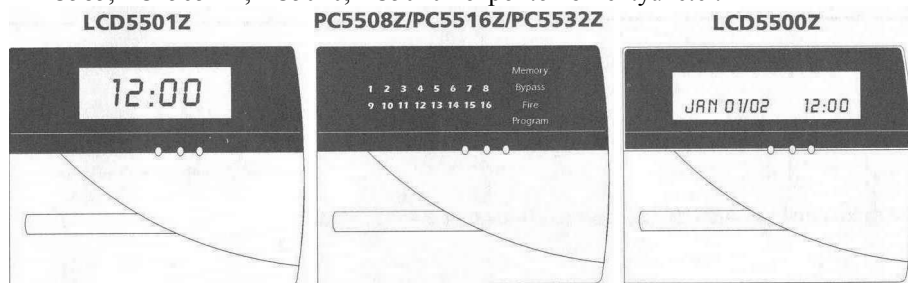 LCD5501Z
PC5508Z/PC5516Z/PC5532Z
LCD5500Z
12:00
Memory
1 2 3 4 5 6 7 8 Bypass
9 10 11 12 13 14 15 16 Fire
Program
JAN 01/02 12:00